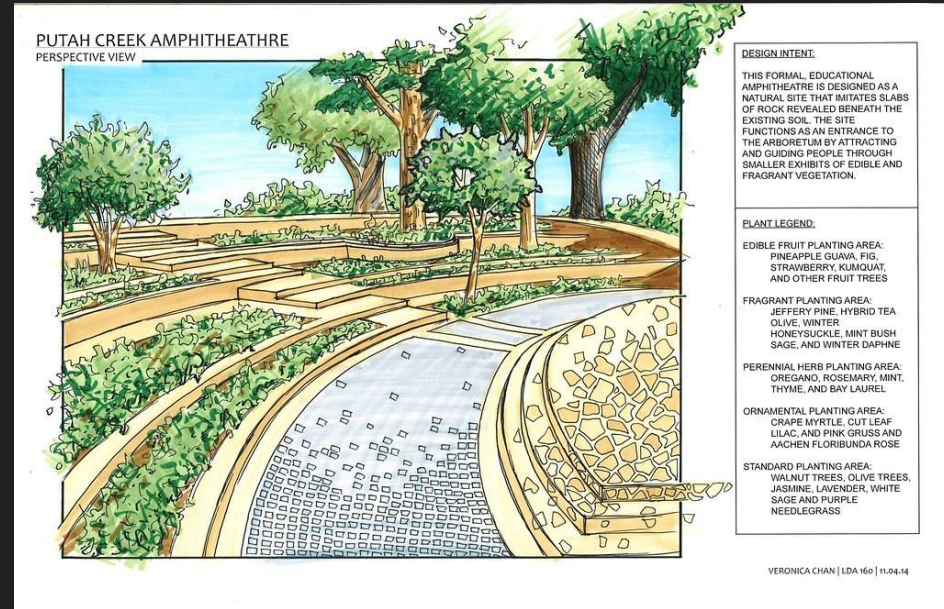 PUTAH CREEK AMPHITHEATHRE
PERSPECTIVE VIEW
DESIGN INTENT:
THIS FORMAL, EDUCATIONAL
AMPHITHEATRE IS DESIGNED AS A
NATURAL SITE THAT IMITATES SLABS
OF ROCK REVEALED BENEATH THE
EXISTING SOIL. THE SITE
FUNCTIONS AS AN ENTRANCE TO
THE ARBORETUM BY ATTRACTING
AND GUIDING PEOPLE THROUGH
SMALLER EXHIBITS OF EDIBLE AND
FRAGRANT VEGETATION.
PLANT LEGEND:
EDIBLE FRUIT PLANTING AREA:
PINEAPPLE GUAVA, FIG,
STRAWBERRY, KUMQUAT,
AND OTHER FRUIT TREES
FRAGRANT PLANTING AREA:
JEFFERY PINE, HYBRID TEA
OLIVE, WINTER
HONEYSUCKLE, MINT BUSH
SAGE, AND WINTER DAPHNE
PERENNIAL HERB PLANTING AREA:
OREGANO, ROSEMARY, MINT,
THYME, AND BAY LAUREL
ORNAMENTAL PLANTING AREA:
CRAPE MYRTLE, CUT LEAF
LILAC, AND PINK GRUSS AND
AACHEN FLORIBUNDA ROSE
STANDARD PLANTING AREA:
WALNUT TREES, OLIVE TREES,
JASMINE, LAVENDER, WHITE
SAGE AND PURPLE
NEEDLEGRASS
VERONICA CHAN | LDA 160 | 11.04.14